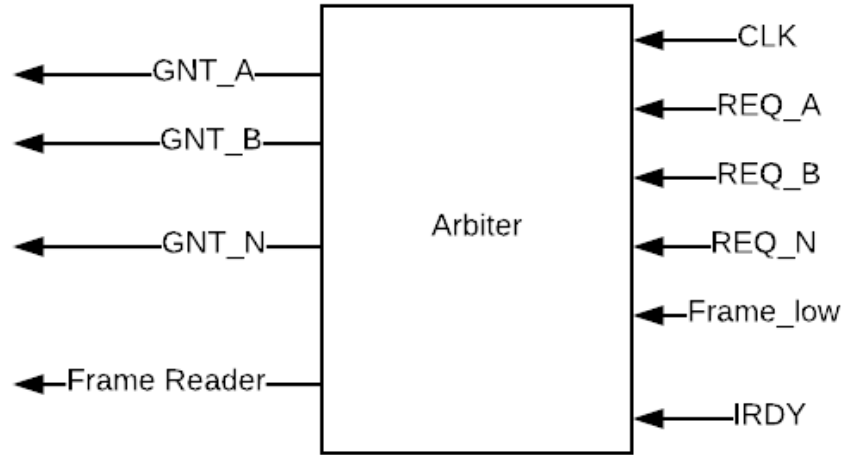 CLK
GNT_A
REQ_A
GNT_B
REQ_B
Arbiter
GNT_N
REQ_N
Frame_low
Frame Reader
IRDY